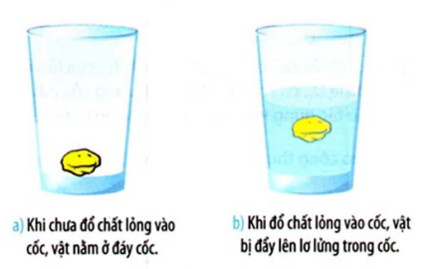 a) Khi chưa đổ chất lỏng vào
cốc, vật nằm ở đáy cốc.
b) Khi đổ chất lỏng vào cốc, vật
bị đẩy lên lơ lửng trong cốc.